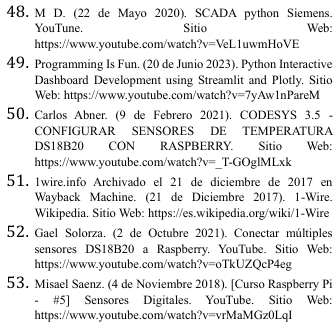 48. M D. (22 de Mayo 2020). SCADA python Siemens.
YouTune. Sitio Web:
https://www.youtube.com/watch?v=VeL1uwmHoVE
49. Programming Is Fun. (20 de Junio 2023). Python Interactive
Dashboard Development using Streamlit and Plotly. Sitio
Web: https://www.youtube.com/watch?v=7yAw1nPareM
50. Carlos Abner. (9 de Febrero 2021). CODESYS 3.5 -
CONFIGURAR SENSORES DE TEMPERATURA
DS18B20 CON RASPBERRY. Sitio Web:
https://www.youtube.com/watch?v=_T-GOglMLxk
51. 1wire.info Archivado el 21 de diciembre de 2017 en
Wayback Machine. (21 de Diciembre 2017). 1-Wire.
Wikipedia. Sitio Web: https://es.wikipedia.org/wiki/1-Wire
52. Gael Solorza. (2 de Octubre 2021). Conectar múltiples
sensores DS18B20 a Raspberry. YouTube. Sitio Web:
https://www.youtube.com/watch?v=oTkUZQcP4eg
53. Misael Saenz. (4 de Noviembre 2018). [Curso Raspberry Pi
- #5] Sensores Digitales. YouTube. Sitio Web:
https://www.youtube.com/watch?v=vrMaMGz0LqI